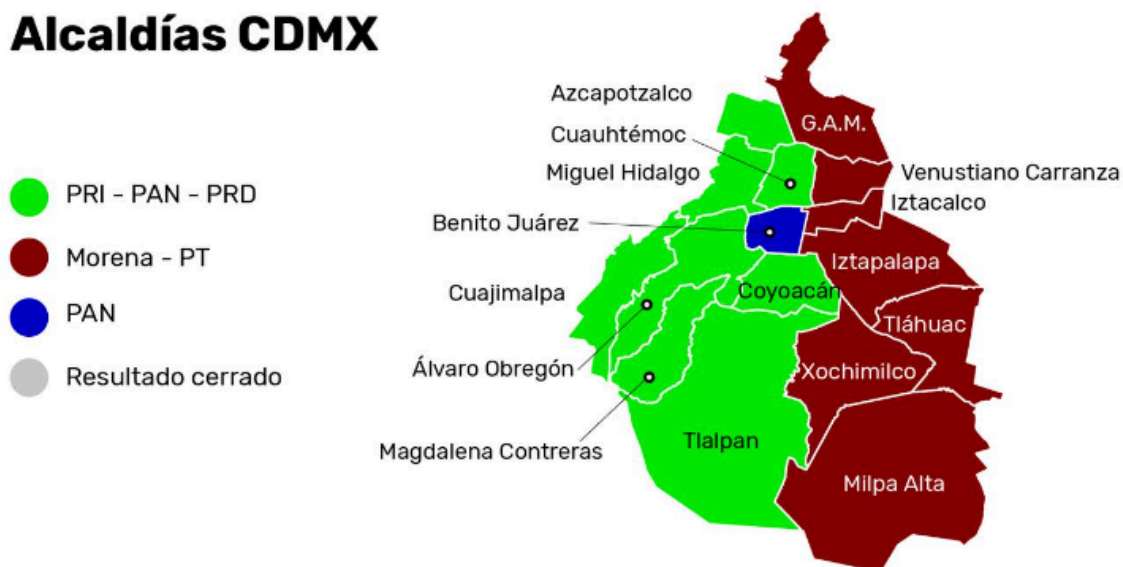 Alcaldías CDMX
PRI - PAN - PRD
Morena - PT
PAN
Resultado cerrado
Azcapotzalco
G.A.M.
Cuauhtémoc
Miguel Hidalgo
Venustiano Carranza
Iztacalco
Benito Juárez
Iztapalapa
Cuajimalpa
Coyoacán
Tláhuac
Álvaro Obregón
Xochimilco
Magdalena Contreras
Tlalpan
Milpa Alta